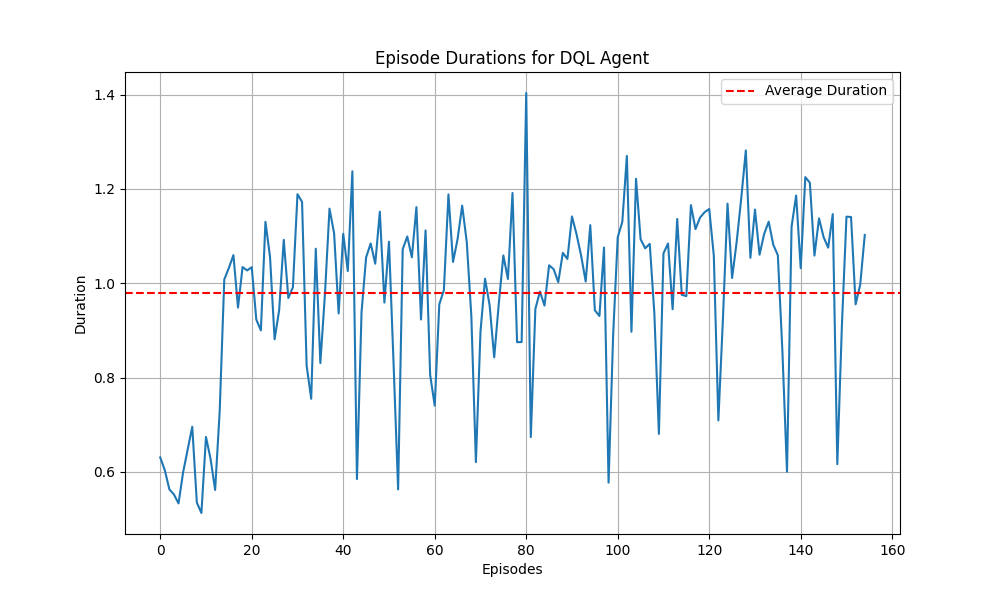 Episode Durations for DQL Agent
Average Duration
1.4
1.2
1.0
0.8
0.6
Duration
0 20 40 60 80 100 120 140 160
Episodes